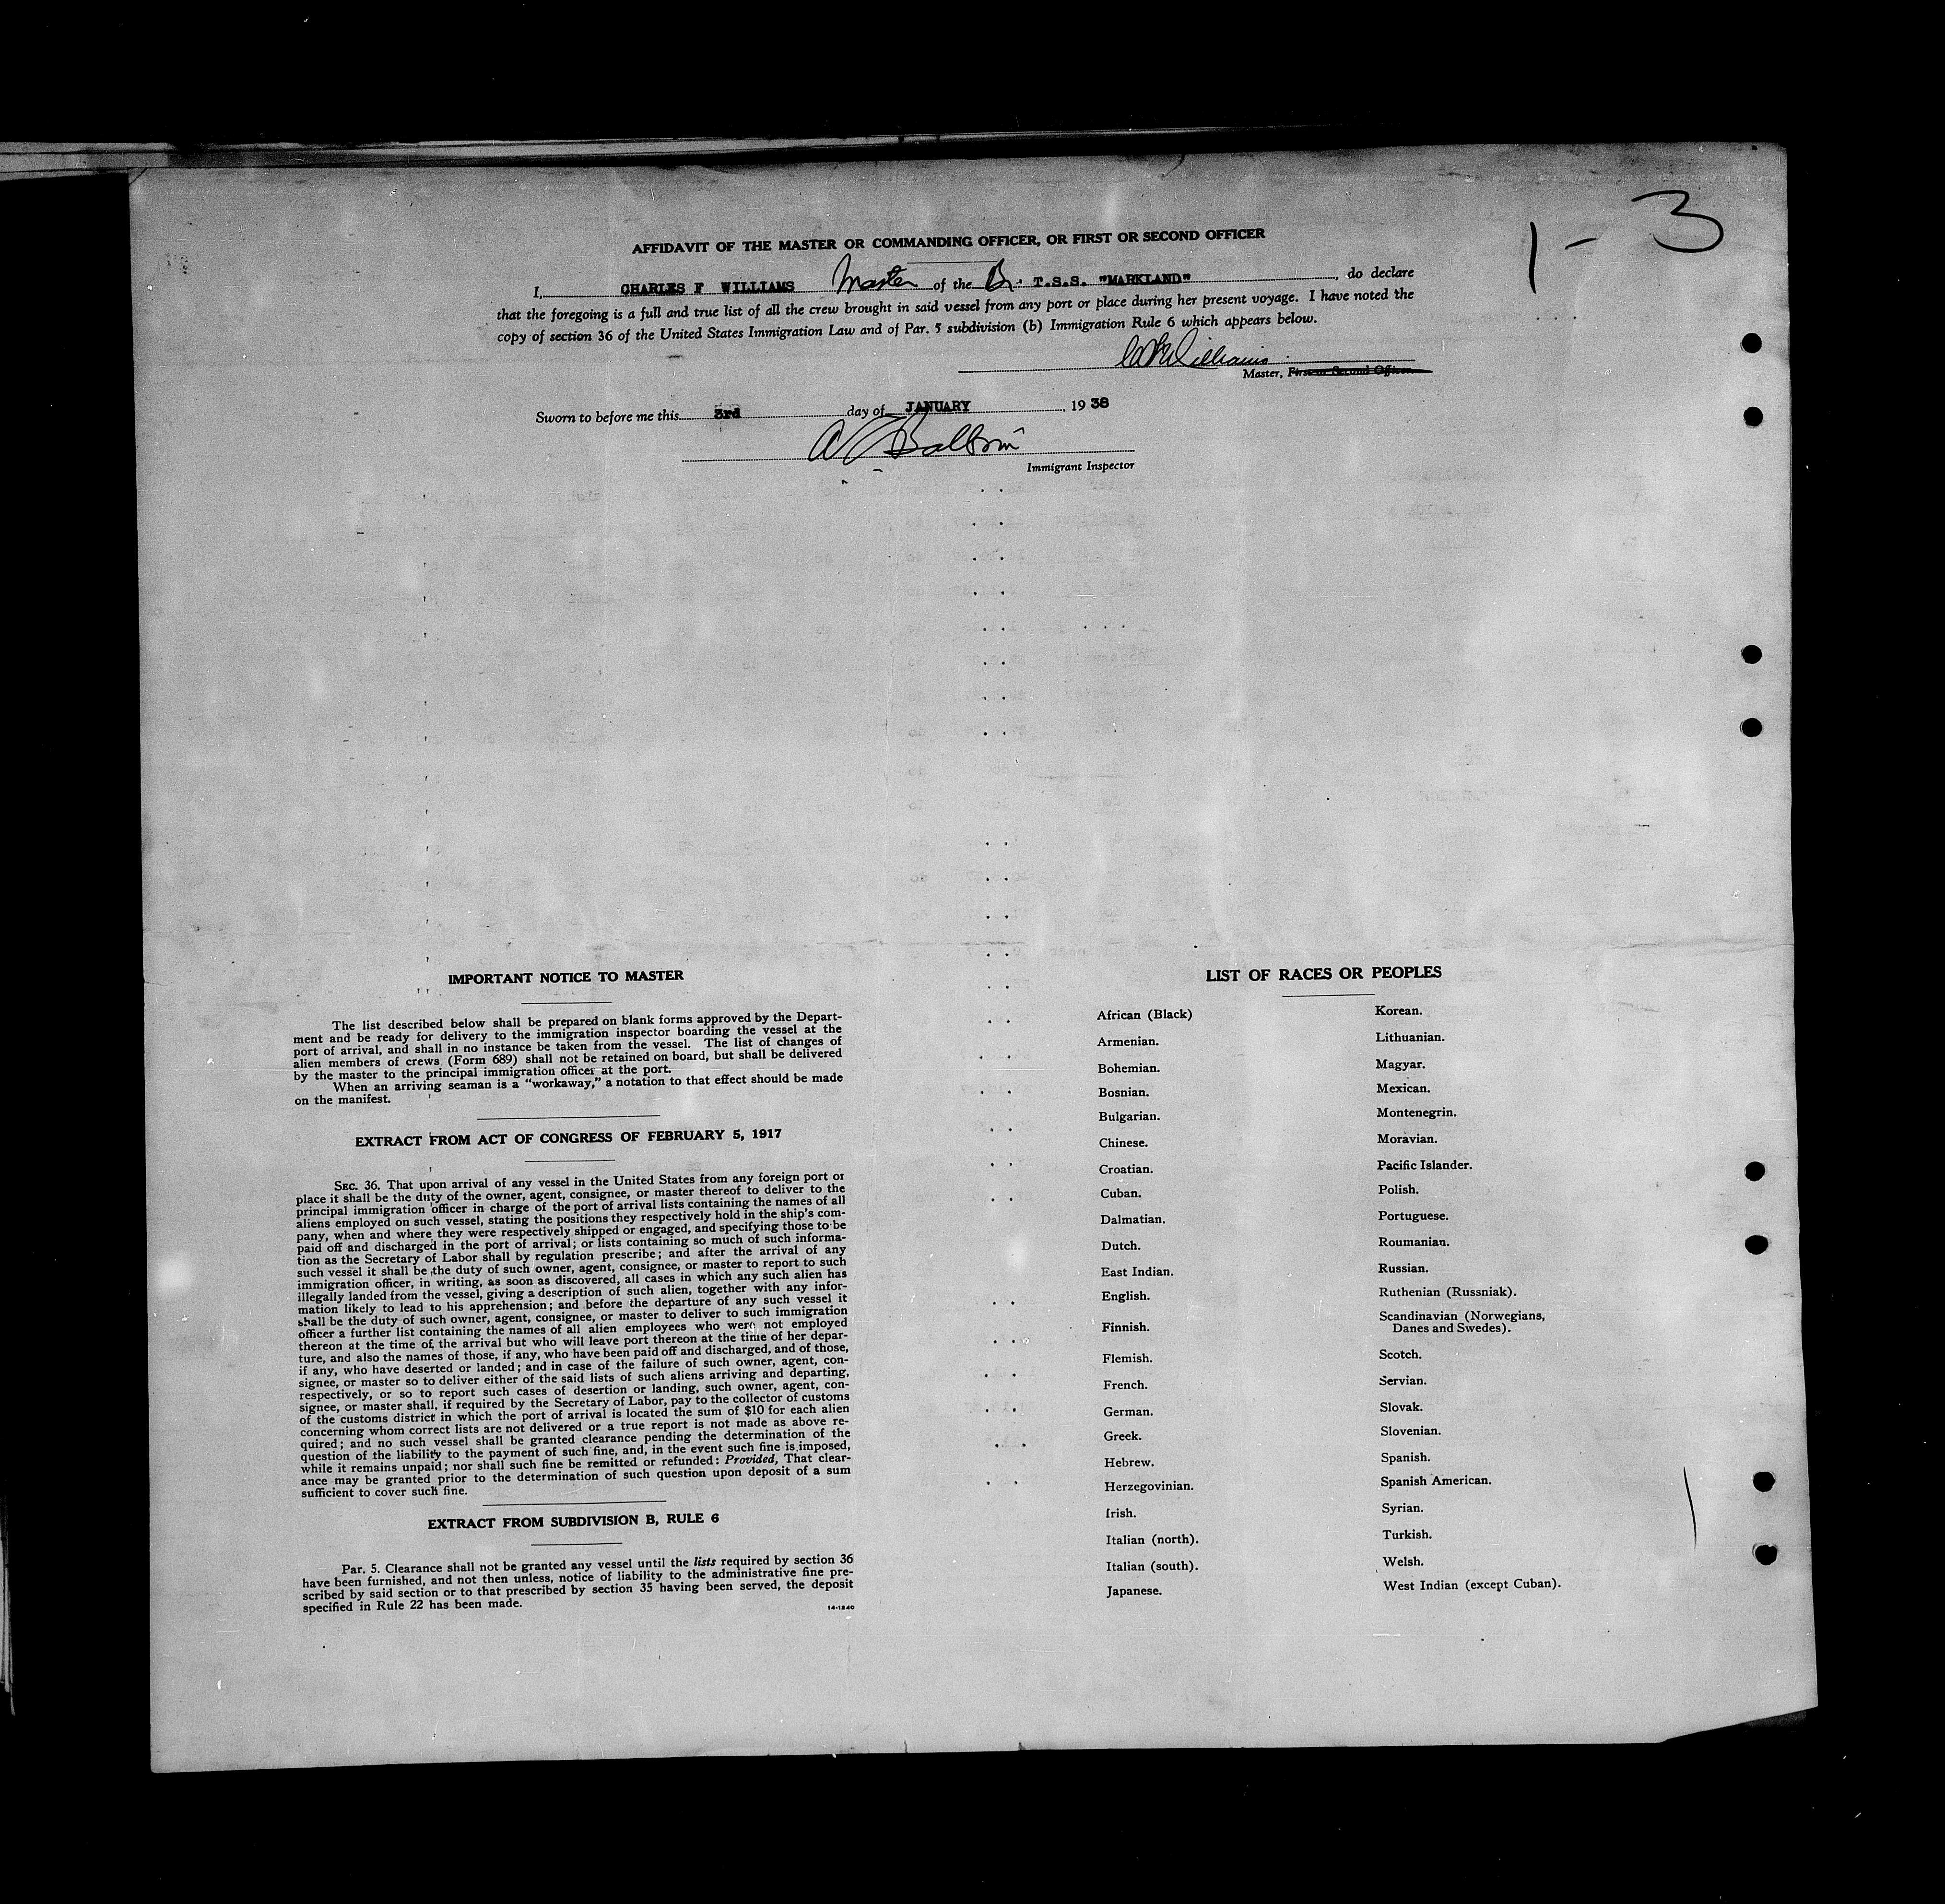 1-3
AFFIDAVIT OF THE MASTER OR COMMANDING OFFICER, OR FIRST OR SECOND OFFICER
I, CHARLES F WILLIAMS Master of the Br. T.S.S. "MARKLAND", do declare
that the foregoing is a full and true list of all the crew brought in said vessel from any port or place during her present voyage. I have noted the
copy of section 36 of the United States Immigration Law and of Par. 5 subdivision (b) Immigration Rule 6 which appears below.
C F Williams
Master, First or Second Officer.
Sworn to before me this 3rd day of JANUARY, 19 38
Immigrant Inspector
IMPORTANT NOTICE TO MASTER
The list described below shall be prepared on blank forms approved by the Depart-
ment and be ready for delivery to the immigration inspector boarding the vessel at the
port of arrival, and shall in no instance be taken from the vessel. The list of changes of
alien members of crews (Form 689) shall not be retained on board, but shall be delivered
by the master to the principal immigration officer at the port.
When an arriving seaman is a "workaway," a notation to that effect should be made
on the manifest.
EXTRACT FROM ACT OF CONGRESS OF FEBRUARY 5, 1917
SEC. 36. That upon arrival of any vessel in the United States from any foreign port or
place it shall be the duty of the owner, agent, consignee, or master thereof to deliver to the
principal immigration officer in charge of the port of arrival lists containing the names of all
aliens employed on such vessel, stating the positions they respectively hold in the ship's com-
pany, when and where they were respectively shipped or engaged, and specifying those to be
paid off and discharged in the port of arrival; or lists containing so much of such informa-
tion as the Secretary of Labor shall by regulation prescribe; and after the arrival of any
such vessel it shall be the duty of such owner, agent, consignee, or master to report to such
immigration officer, in writing, as soon as discovered, all cases in which any such alien has
illegally landed from the vessel, giving a description of such alien, together with any infor-
mation likely to lead to his apprehension; and before the departure of any such vessel it
shall be the duty of such owner, agent, consignee, or master to deliver to such immigration
officer a further list containing the names of all alien employees who were not employed
thereon at the time of the arrival but who will leave port thereon at the time of her depar-
ture, and also the names of those, if any, who have been paid off and discharged, and of those,
if any, who have deserted or landed; and in case of the failure of such owner, agent, con-
signee, or master so to deliver either of the said lists of such aliens arriving and departing,
respectively, or so to report such cases of desertion or landing, such owner, agent, con-
signee, or master shall, if required by the Secretary of Labor, pay to the collector of customs
of the customs district in which the port of arrival is located the sum of $10 for each alien
concerning whom correct lists are not delivered or a true report is not made as above re-
quired; and no such vessel shall be granted clearance pending the determination of the
question of the liability to the payment of such fine, and, in the event such fine is imposed,
while it remains unpaid; nor shall such fine be remitted or refunded: Provided, That clear-
ance may be granted prior to the determination of such question upon deposit of a sum
sufficient to cover such fine.
EXTRACT FROM SUBDIVISION B, RULE 6
Par. 5. Clearance shall not be granted any vessel until the lists required by section 36
have been furnished, and not then unless, notice of liability to the administrative fine pre-
scribed by said section or to that prescribed by section 35 having been served, the deposit
specified in Rule 22 has been made.
14-1240
LIST OF RACES OR PEOPLES
African (Black)
Armenian.
Bohemian.
Bosnian.
Bulgarian.
Chinese.
Croatian.
Cuban.
Dalmatian.
Dutch.
East Indian.
English.
Finnish.
Flemish.
French.
German.
Greek.
Hebrew.
Herzegovinian.
Irish.
Italian (north).
Italian (south).
Japanese.
Korean.
Lithuanian.
Magyar.
Mexican.
Montenegrin.
Moravian.
Pacific Islander.
Polish.
Portuguese.
Roumanian.
Russian.
Ruthenian (Russniak).
Scandinavian (Norwegians,
Danes and Swedes).
Scotch.
Servian.
Slovak.
Slovenian.
Spanish.
Spanish American.
Syrian.
Turkish.
Welsh.
West Indian (except Cuban).